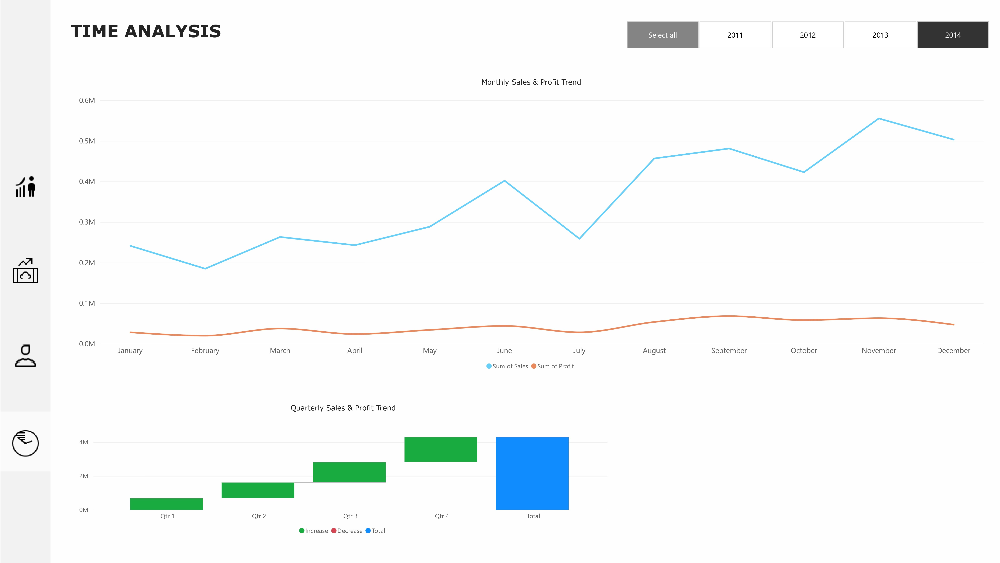 TIME ANALYSIS
Select all 2011 2012 2013 2014
Monthly Sales & Profit Trend
0.6M
0.5M
0.4M
0.3M
0.2M
0.1M
0.0M
January February March April May June July August September October November December
Sum of Sales Sum of Profit
Quarterly Sales & Profit Trend
4M
2M
0M
Qtr 1 Qtr 2 Qtr 3 Qtr 4 Total
Increase Decrease Total